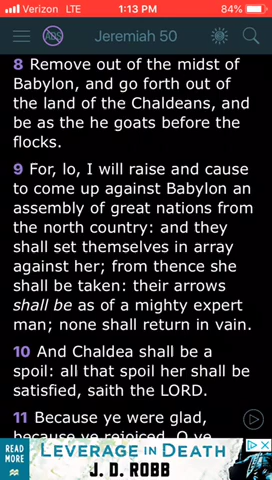 Verizon LTE 1:13 PM 84%
ADS Jeremiah 50
8 Remove out of the midst of
Babylon, and go forth out of
the land of the Chaldeans, and
be as the he goats before the
flocks.
9 For, lo, I will raise and cause
to come up against Babylon an
assembly of great nations from
the north country: and they
shall set themselves in array
against her; from thence she
shall be taken: their arrows
shall be as of a mighty expert
man; none shall return in vain.
10 And Chaldea shall be a
spoil: all that spoil her shall be
satisfied, saith the LORD.
11 Because ye were glad,
because ye rejoiced, O ye
READ
MORE
LEVERAGE IN DEATH
J. D. ROBB